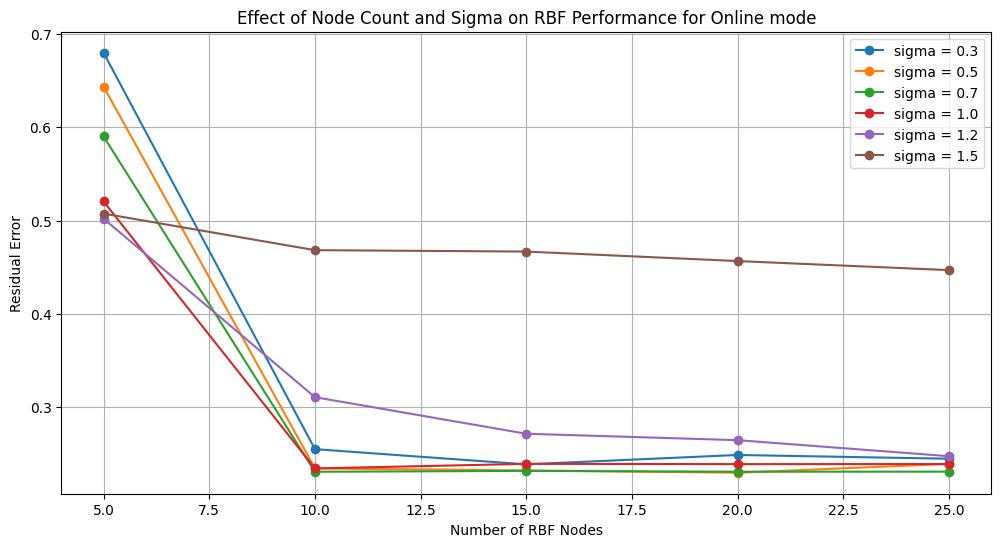 Effect of Node Count and Sigma on RBF Performance for Online mode
0.7
0.6
0.5
0.4
0.3
Residual Error
sigma = 0.3
sigma = 0.5
sigma = 0.7
sigma = 1.0
sigma = 1.2
sigma = 1.5
5.0 7.5 10.0 12.5 15.0 17.5 20.0 22.5 25.0
Number of RBF Nodes